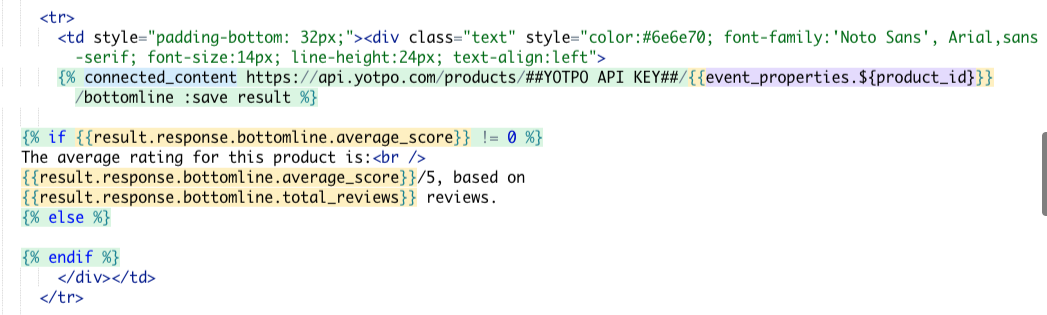 <tr>
<td style="padding-bottom: 32px;"><div class="text" style="color:#6e6e70; font-family:'Noto Sans', Arial,sans
-serif; font-size:14px; line-height:24px; text-align:left">
{% connected_content https://api.yotpo.com/products/##YOTPO API KEY##/{{event_properties.${product_id}}}
/bottomline :save result %}
{% if {{result.response.bottomline.average_score}} != 0 %}
The average rating for this product is:<br />
{{result.response.bottomline.average_score}}/5, based on
{{result.response.bottomline.total_reviews}} reviews.
{% else %}
{% endif %}
</div></td>
</tr>